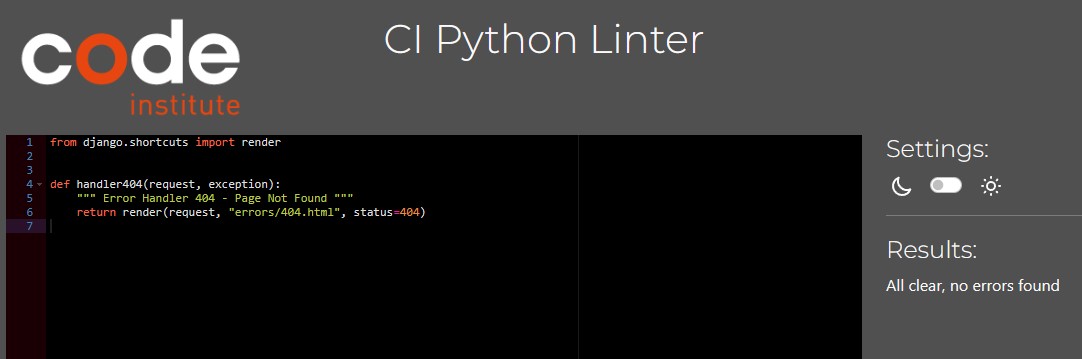 code
institute
CI Python Linter
1 from django.shortcuts import render
2
3
4 def handler404(request, exception):
5     """ Error Handler 404 - Page Not Found """
6     return render(request, "errors/404.html", status=404)
7
Settings:
Results:
All clear, no errors found